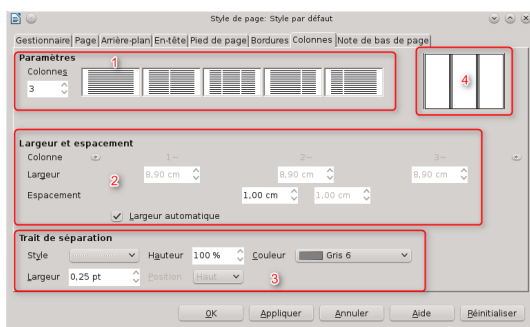 Style de page: Style par défaut
Gestionnaire Page Arrière-plan En-tête Pied de page Bordures Colonnes Note de bas de page
Paramètres
1
Colonnes
3
4
Largeur et espacement
Colonne 1 2 3
Largeur 8,90 cm 8,90 cm 8,90 cm
2
Espacement 1,00 cm 1,00 cm
Largeur automatique
Trait de séparation
Style Hauteur 100 % Couleur Gris 6
Largeur 0,25 pt Position Haut
3
OK Appliquer Annuler Aide Réinitialiser